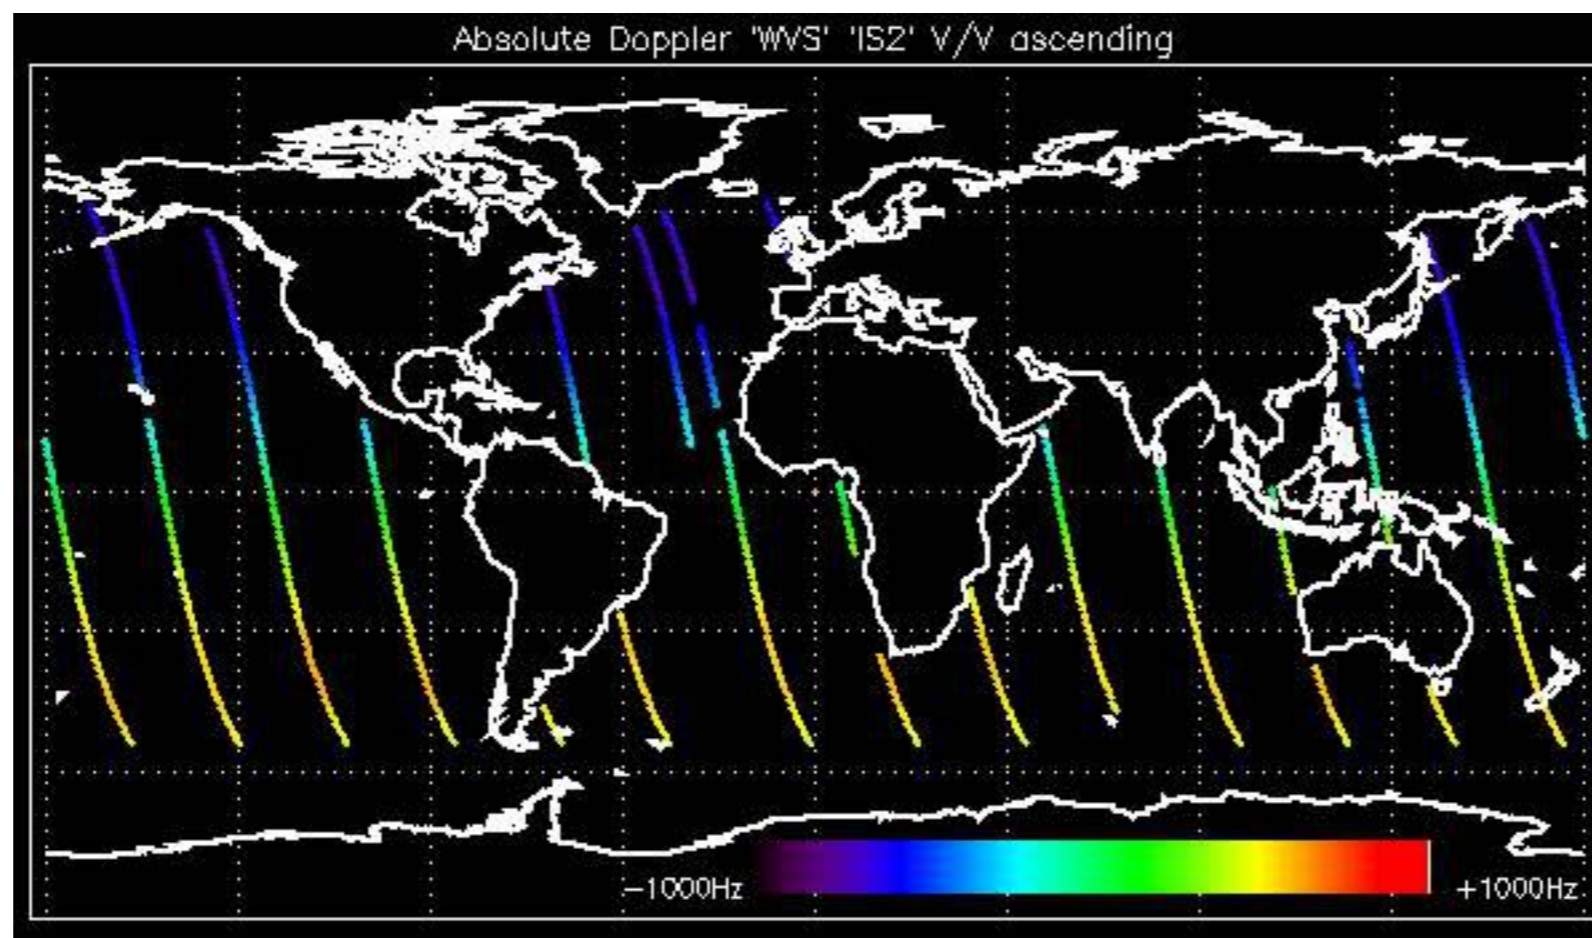 Absolute Doppler 'WVS' 'IS2' V/V ascending
−1000Hz +1000Hz